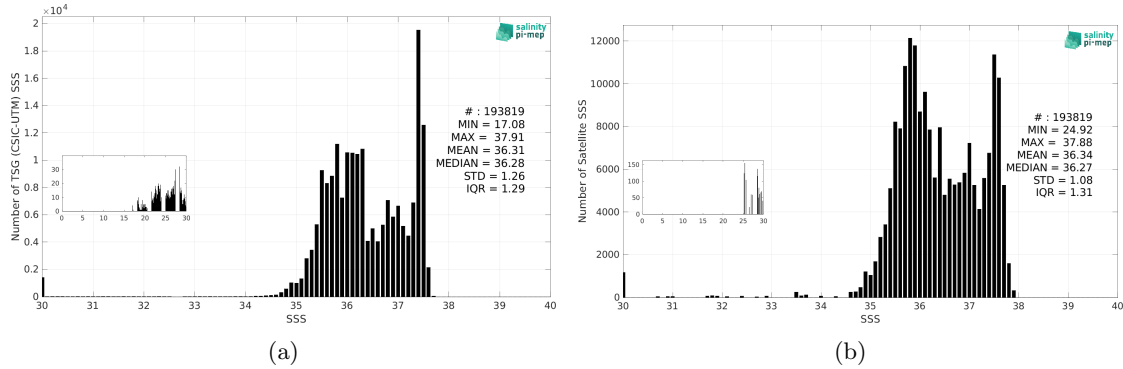 ×10⁴
2
1.8
1.6
1.4
1.2
1
0.8
0.6
0.4
0.2
0
Number of TSG (CSIC-UTM) SSS
salinity
pi-mep
# : 193819
MIN = 17.08
MAX = 37.91
MEAN = 36.31
MEDIAN = 36.28
STD = 1.26
IQR = 1.29
30
20
10
0
0 5 10 15 20 25 30
30 31 32 33 34 35 36 37 38 39 40
SSS
(a)
12000
10000
8000
6000
4000
2000
0
Number of Satellite SSS
salinity
pi-mep
# : 193819
MIN = 24.92
MAX = 37.88
MEAN = 36.34
MEDIAN = 36.27
STD = 1.08
IQR = 1.31
150
100
50
0
0 5 10 15 20 25 30
30 31 32 33 34 35 36 37 38 39 40
SSS
(b)